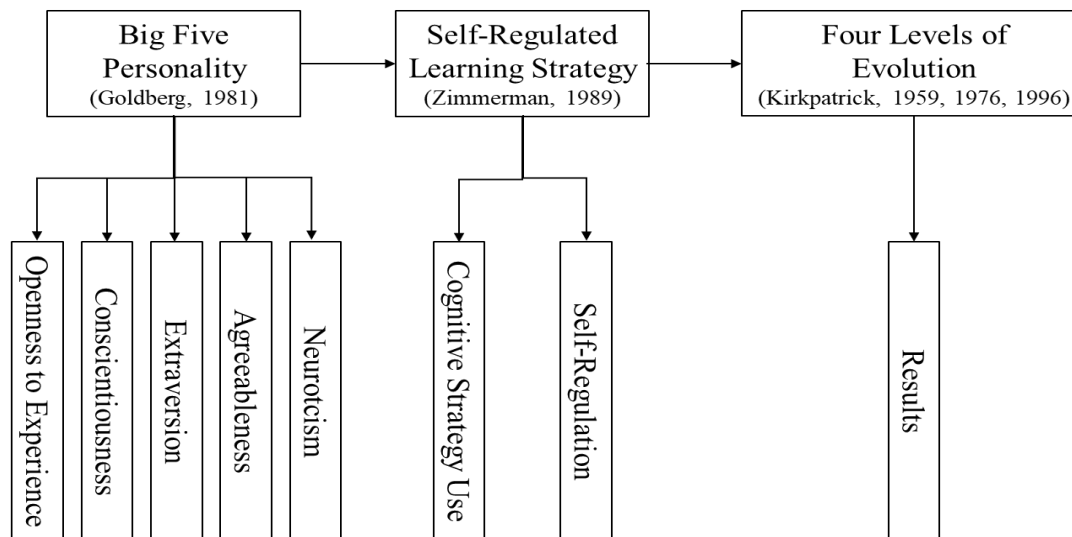 Big Five
Personality
(Goldberg, 1981)
Self-Regulated
Learning Strategy
(Zimmerman, 1989)
Four Levels of
Evolution
(Kirkpatrick, 1959, 1976, 1996)
Openness to Experience
Conscientiousness
Extraversion
Agreeableness
Neurotcism
Cognitive Strategy Use
Self-Regulation
Results